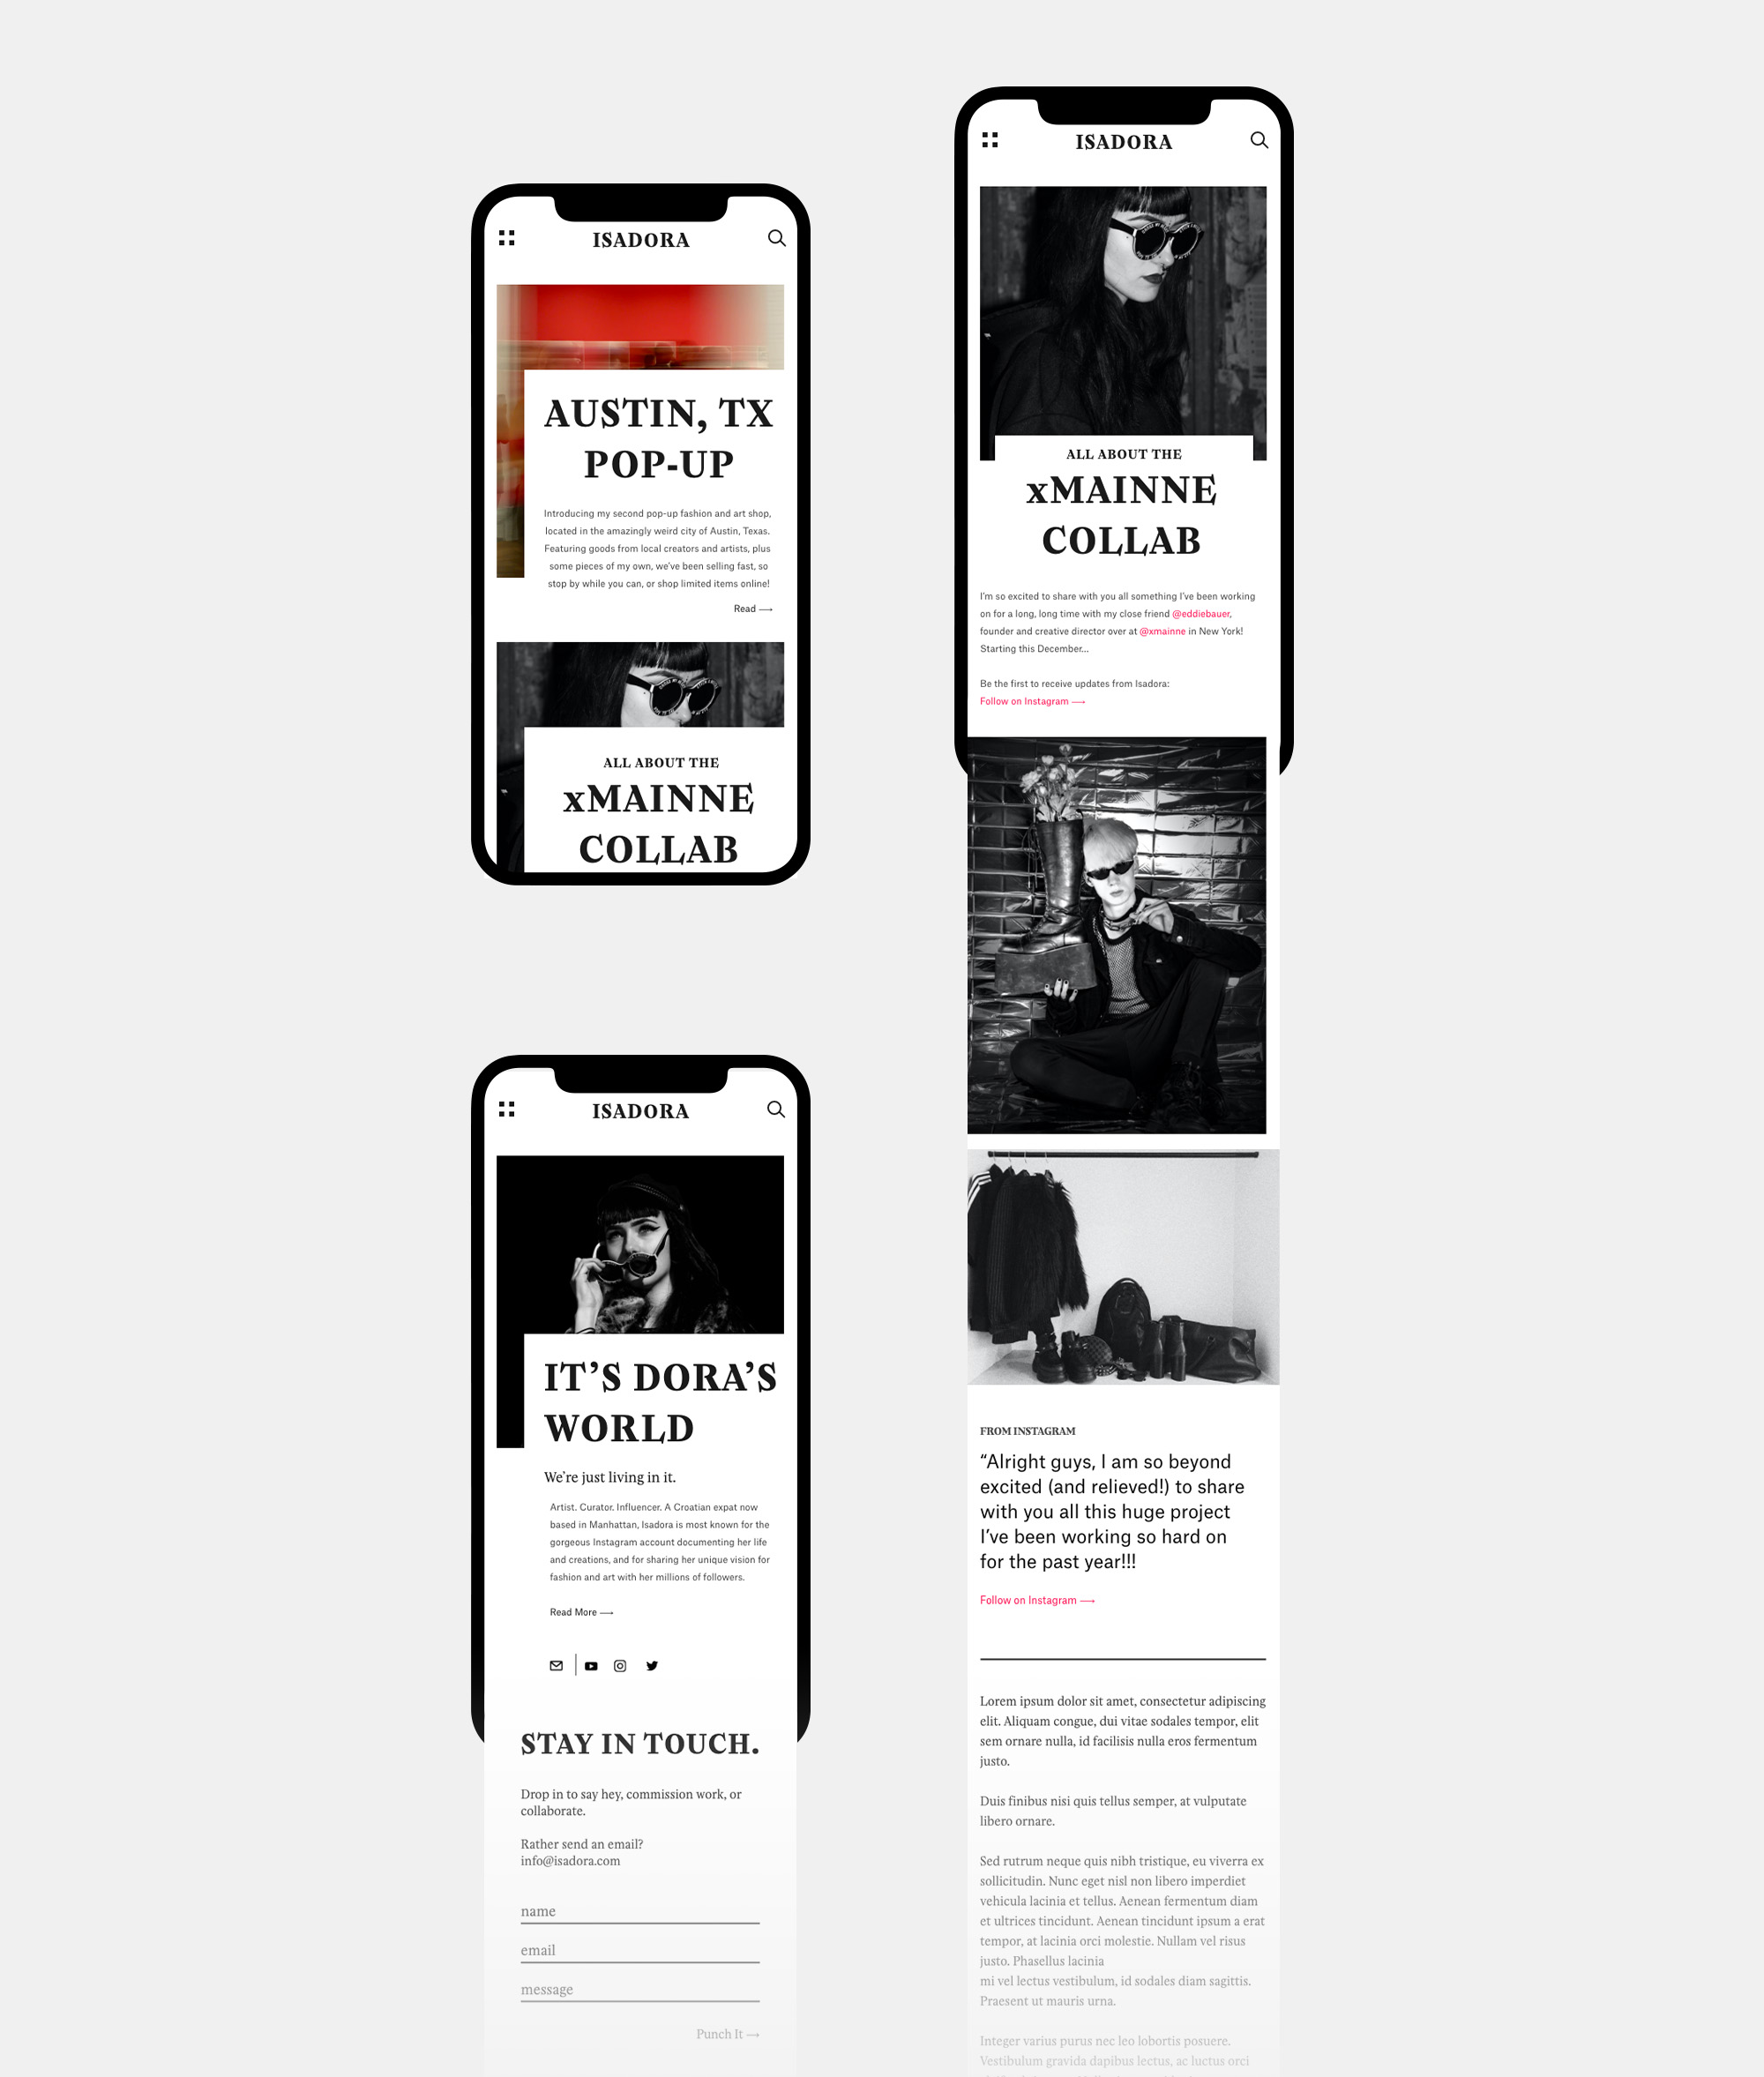 ISADORA
AUSTIN, TX
POP-UP
Introducing my second pop-up fashion and art shop,
located in the amazingly weird city of Austin, Texas.
Featuring goods from local creators and artists, plus
some pieces of my own, we've been selling fast, so
stop by while you can, or shop limited items online!
Read ⟶
ALL ABOUT THE
xMAINNE
COLLAB
ISADORA
IT’S DORA’S
WORLD
We’re just living in it.
Artist. Curator. Influencer. A Croatian expat now
based in Manhattan, Isadora is most known for the
gorgeous Instagram account documenting her life
and creations, and for sharing her unique vision for
fashion and art with her millions of followers.
Read More ⟶
STAY IN TOUCH.
Drop in to say hey, commission work, or
collaborate.
Rather send an email?
info@isadora.com
name
email
message
Punch It ⟶
ISADORA
ALL ABOUT THE
xMAINNE
COLLAB
I’m so excited to share with you all something I’ve been working
on for a long, long time with my close friend @eddiebauer,
founder and creative director over at @xmainne in New York!
Starting this December...
Be the first to receive updates from Isadora:
Follow on Instagram ⟶
FROM INSTAGRAM
“Alright guys, I am so beyond
excited (and relieved!) to share
with you all this huge project
I’ve been working so hard on
for the past year!!!
Follow on Instagram ⟶
Lorem ipsum dolor sit amet, consectetur adipiscing
elit. Aliquam congue, dui vitae sodales tempor, elit
sem ornare nulla, id facilisis nulla eros fermentum
justo.
Duis finibus nisi quis tellus semper, at vulputate
libero ornare.
Sed rutrum neque quis nibh tristique, eu viverra ex
sollicitudin. Nunc eget nisl non libero imperdiet
vehicula lacinia et tellus. Aenean fermentum diam
et ultrices tincidunt. Aenean tincidunt ipsum a erat
tempor, at lacinia orci molestie. Nullam vel risus
justo. Phasellus lacinia
mi vel lectus vestibulum, id sodales diam sagittis.
Praesent ut mauris urna.
Integer varius purus nec leo lobortis posuere.
Vestibulum gravida dapibus lectus, ac luctus orci